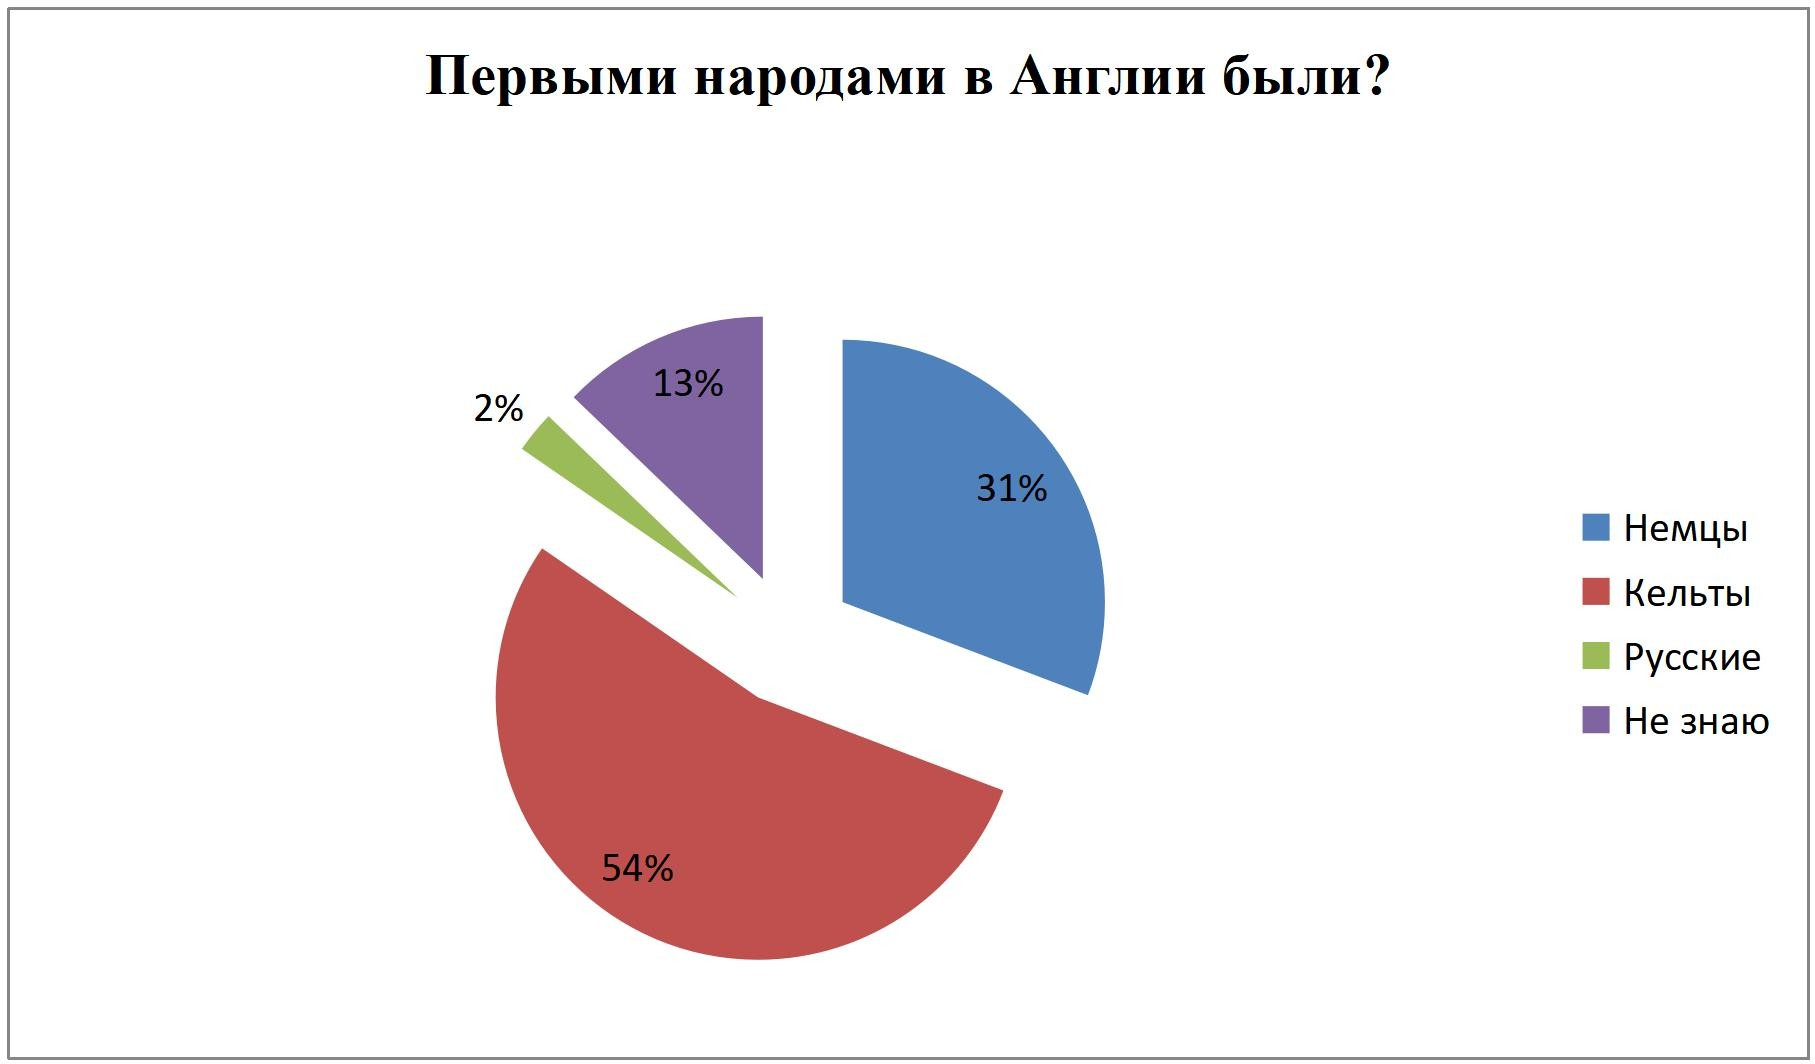 Первыми народами в Англии были?
13%
2%
31%
54%
Немцы
Кельты
Русские
Не знаю